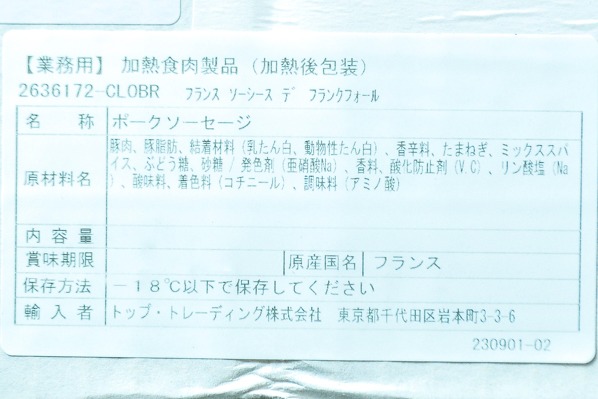 【業務用】 加熱食肉製品（加熱後包装）
2636172-CLOBR フランス ソーシース デ フランクフォール
名 称 ポークソーセージ
原材料名 豚肉、豚脂肪、結着材料（乳たん白、動物性たん白）、香辛料、たまねぎ、ミックススパ
イス、ぶどう糖、砂糖 / 発色剤（亜硝酸Na）、香料、酸化防止剤（V.C）、リン酸塩（Na
）、酸味料、着色料（コチニール）、調味料（アミノ酸）
内 容 量
賞味期限 原産国名 フランス
保存方法 －18℃以下で保存してください
輸 入 者 トップ・トレーディング株式会社 東京都千代田区岩本町3-3-6
230901-02